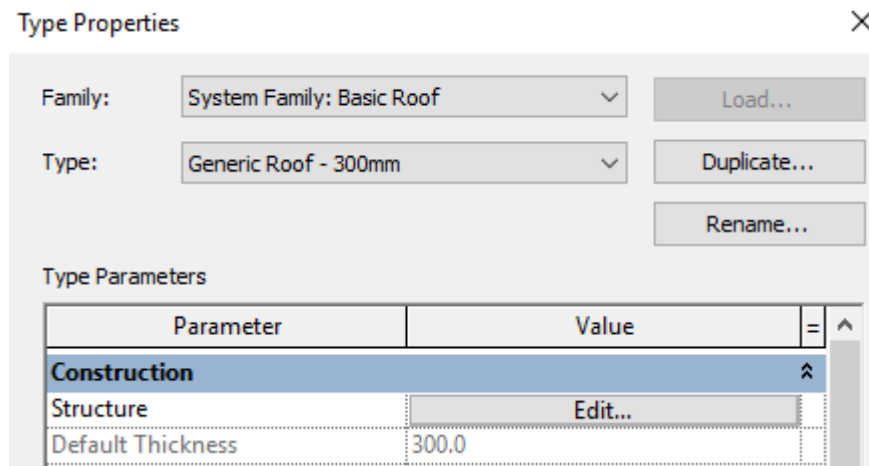 Type Properties
Family: System Family: Basic Roof Load...
Type: Generic Roof - 300mm Duplicate...
Rename...
Type Parameters
Parameter Value =
Construction
Structure Edit...
Default Thickness 300.0